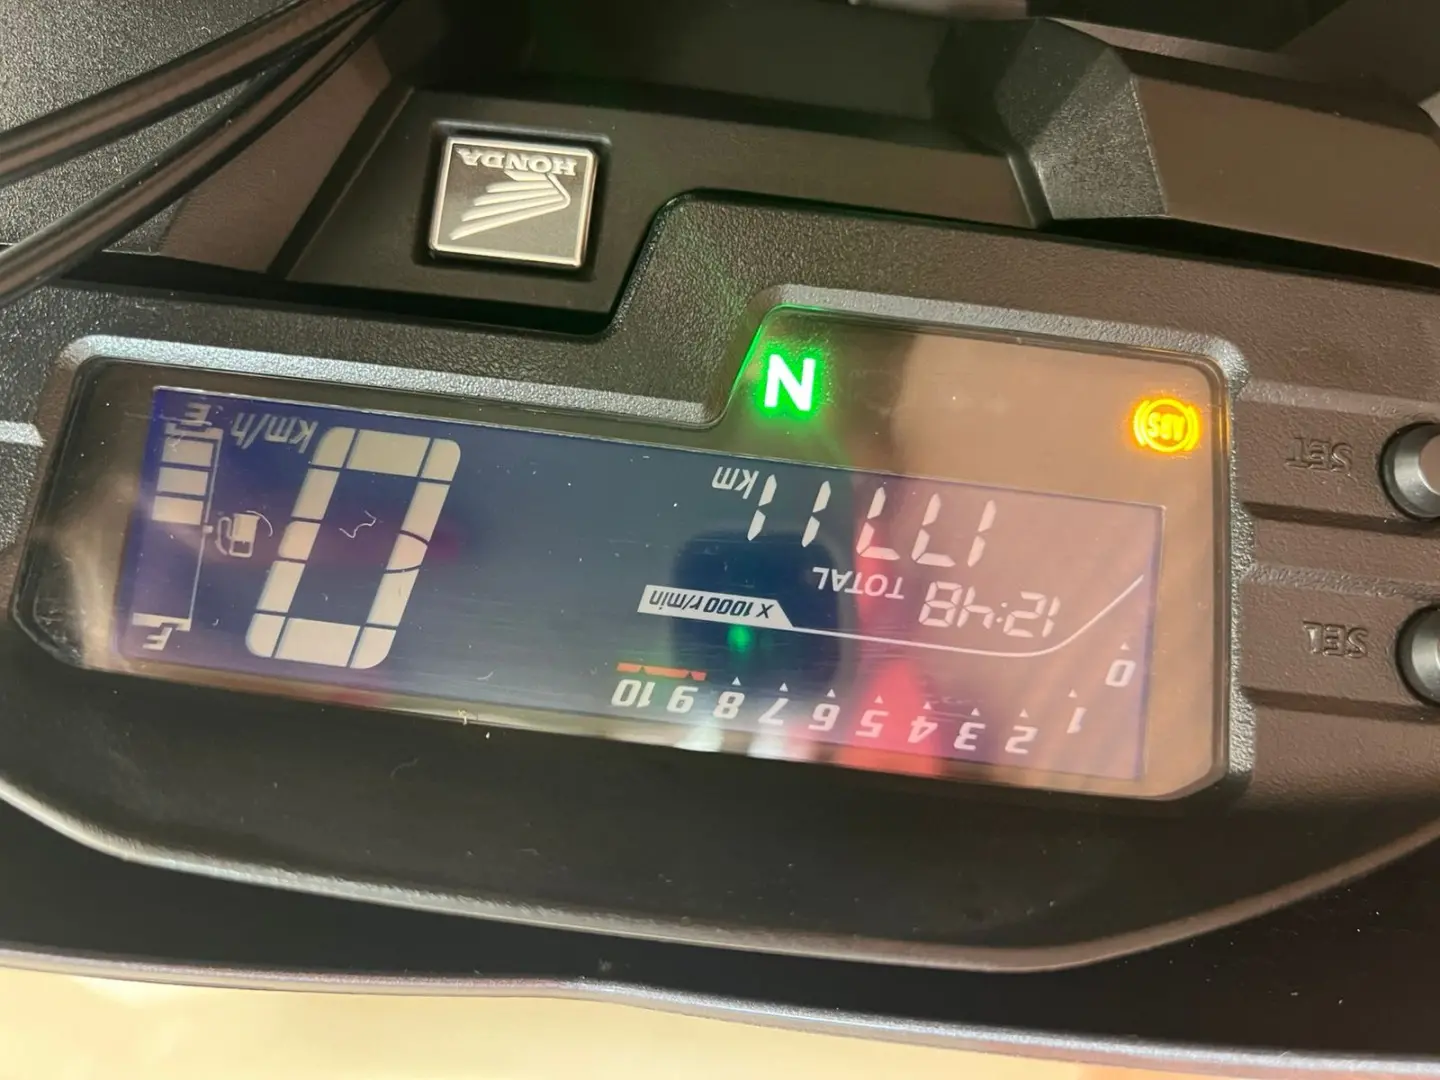 0 1 2 3 4 5 6 7 8 9 10
x 1000 r/min
12:48
TOTAL
17711 km
F
0
km/h
E
SEL
SET
ABS
N
HONDA